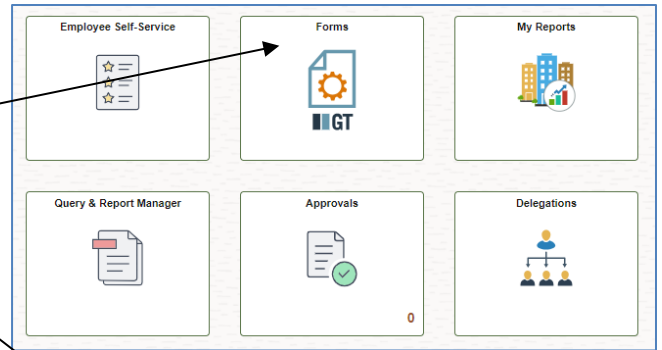 Employee Self-Service
Forms
My Reports
GT
Query & Report Manager
Approvals
Delegations
0